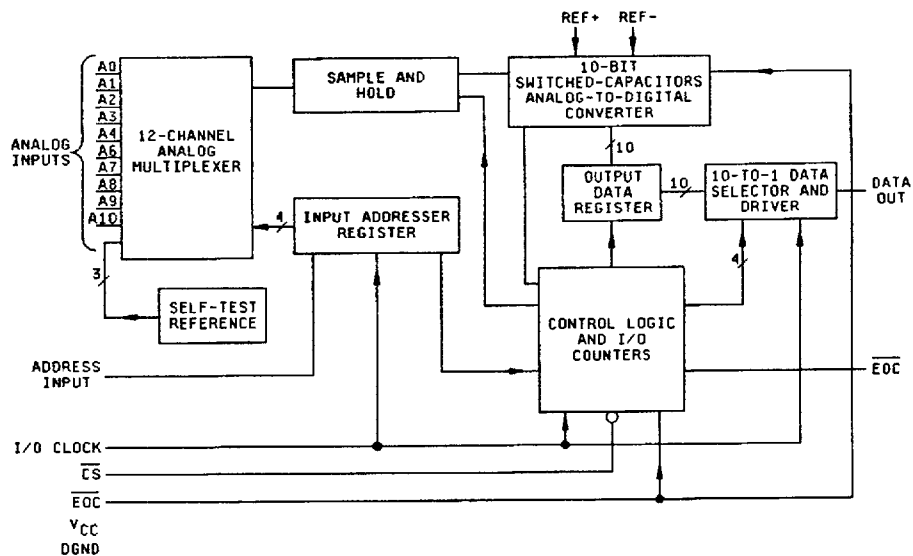 REF+ REF-
A0
A1
A2
A3
A4
A6
A7
A8
A9
A10
ANALOG
INPUTS
12-CHANNEL
ANALOG
MULTIPLEXER
SAMPLE AND
HOLD
10-BIT
SWITCHED-CAPACITORS
ANALOG-TO-DIGITAL
CONVERTER
10
OUTPUT
DATA
REGISTER
10
10-TO-1 DATA
SELECTOR AND
DRIVER
DATA
OUT
4
INPUT ADDRESSER
REGISTER
4
3
SELF-TEST
REFERENCE
CONTROL LOGIC
AND I/O
COUNTERS
ADDRESS
INPUT
EOC
I/O CLOCK
CS
EOC
VCC
DGND